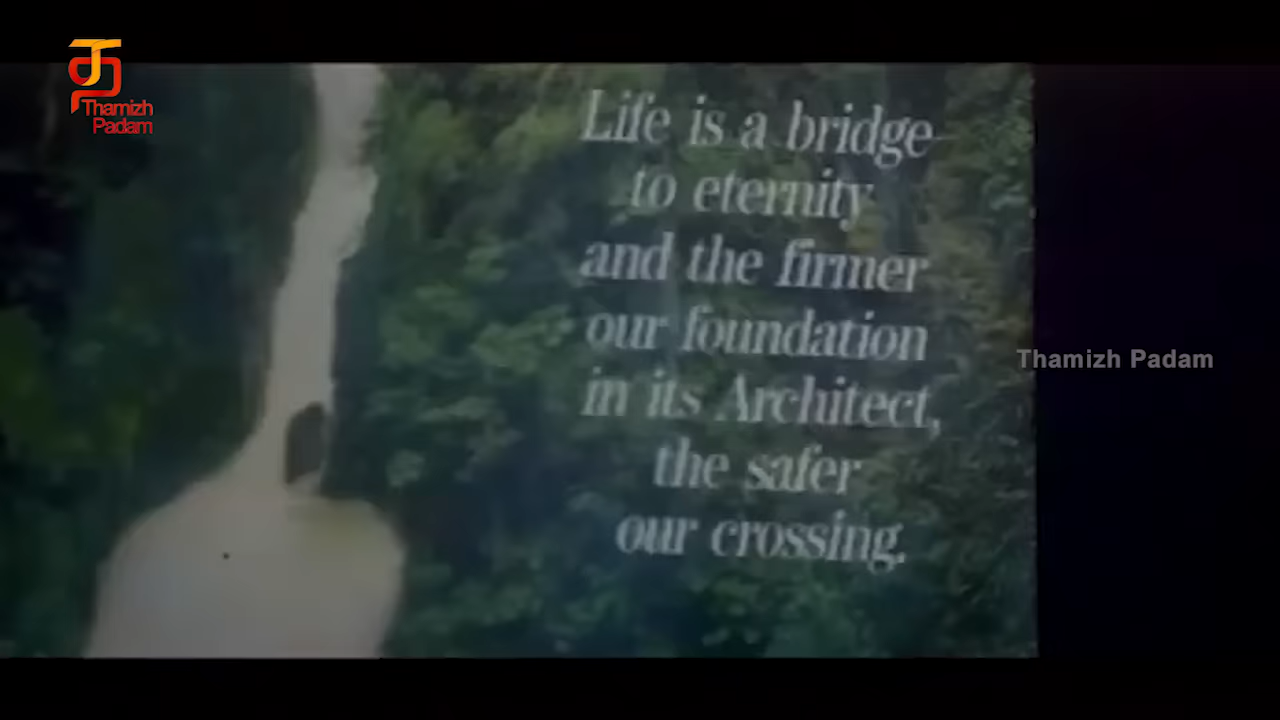 Thamizh
Padam
Life is a bridge
to eternity
and the firmer
our foundation
in its Architect,
the safer
our crossing.
Thamizh Padam